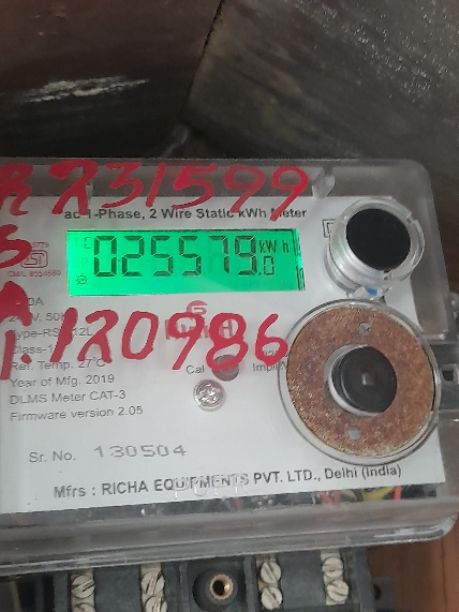 231599
ac 1-Phase, 2 Wire Static kWh Meter
025579.0 kWh
120986
Ref. Temp. 27°C
Cal
Year of Mfg. 2019
DLMS Meter CAT-3
Firmware version 2.05
Sr. No. 130504
Mfrs : RICHA EQUIPMENTS PVT. LTD., Delhi (India)